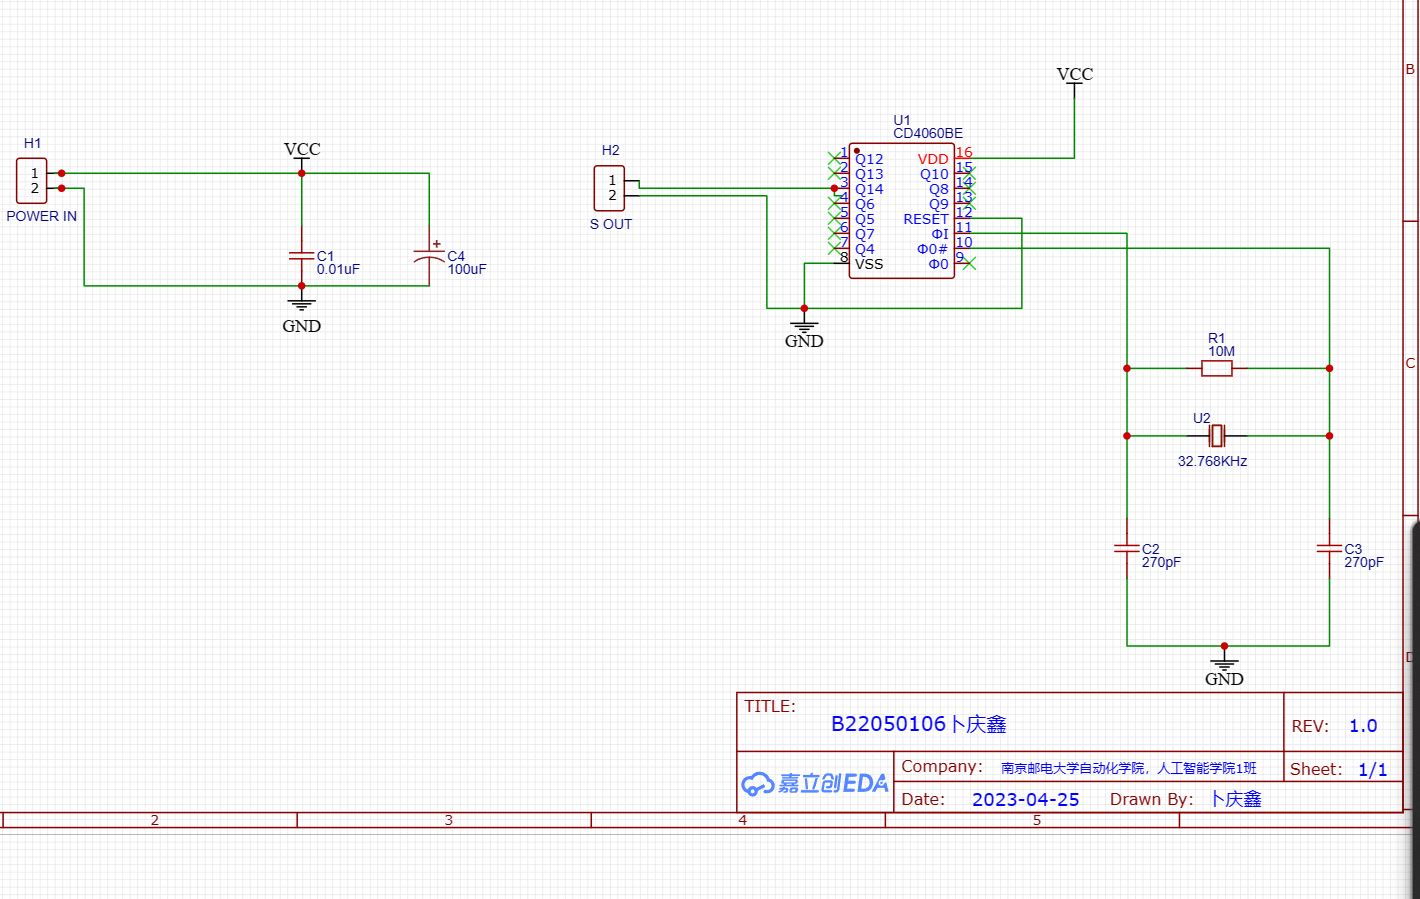 B
VCC
U1
CD4060BE
H1
1
2
POWER IN
VCC
C1
0.01uF
C4
100uF
GND
H2
1
2
S OUT
1 Q12 VDD 16
2 Q13 Q10 15
3 Q14 Q8 14
4 Q6 Q9 13
5 Q5 RESET 12
6 Q7 ΦI 11
7 Q4 Φ0# 10
8 VSS Φ0 9
GND
R1
10M
C
U2
32.768KHz
C2
270pF
C3
270pF
D
GND
TITLE:
B22050106卜庆鑫
REV: 1.0
嘉立创EDA
Company: 南京邮电大学自动化学院，人工智能学院1班
Sheet: 1/1
Date: 2023-04-25 Drawn By: 卜庆鑫
2 3 4 5